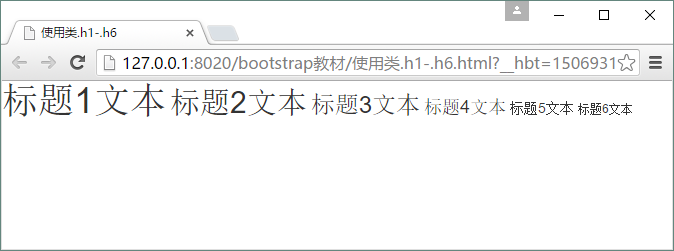 使用类.h1-.h6
127.0.0.1:8020/bootstrap教材/使用类.h1-.h6.html?__hbt=1506931
标题1文本 标题2文本 标题3文本 标题4文本 标题5文本 标题6文本